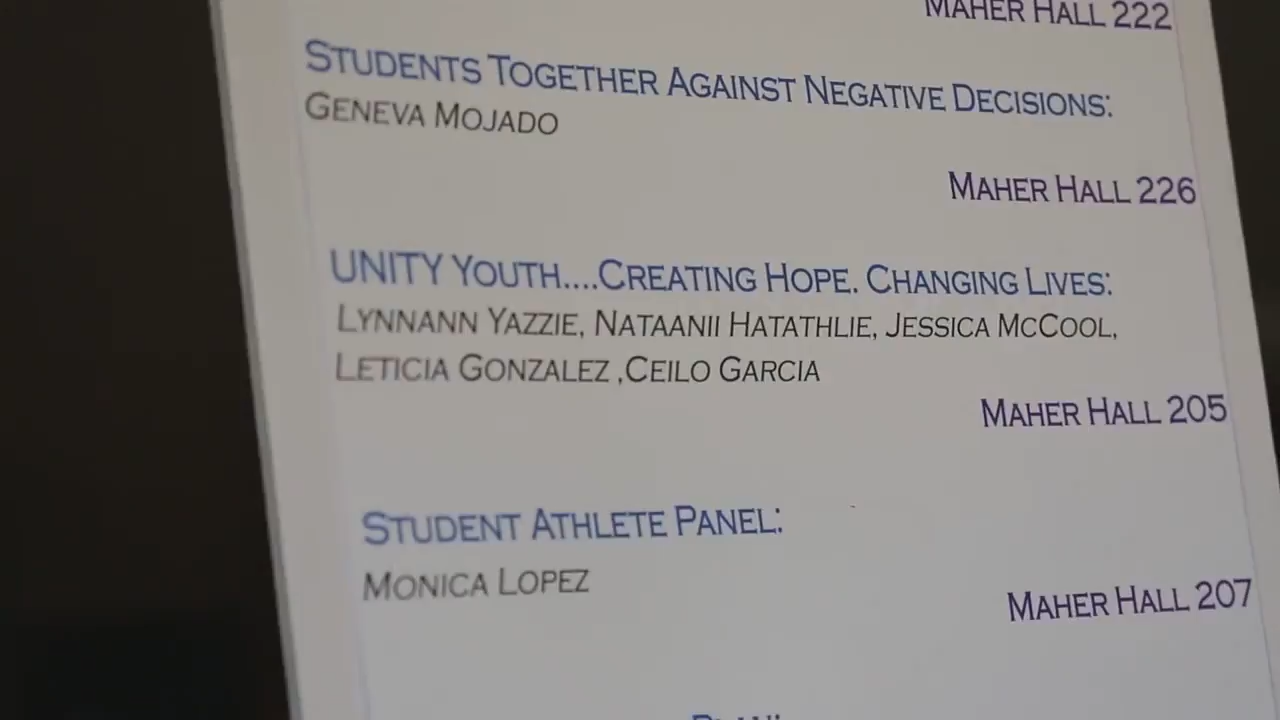 MAHER HALL 222
STUDENTS TOGETHER AGAINST NEGATIVE DECISIONS:
GENEVA MOJADO
MAHER HALL 226
UNITY YOUTH....CREATING HOPE. CHANGING LIVES:
LYNNANN YAZZIE, NATAANII HATATHLIE, JESSICA MCCOOL,
LETICIA GONZALEZ ,CEILO GARCIA
MAHER HALL 205
STUDENT ATHLETE PANEL:
MONICA LOPEZ
MAHER HALL 207